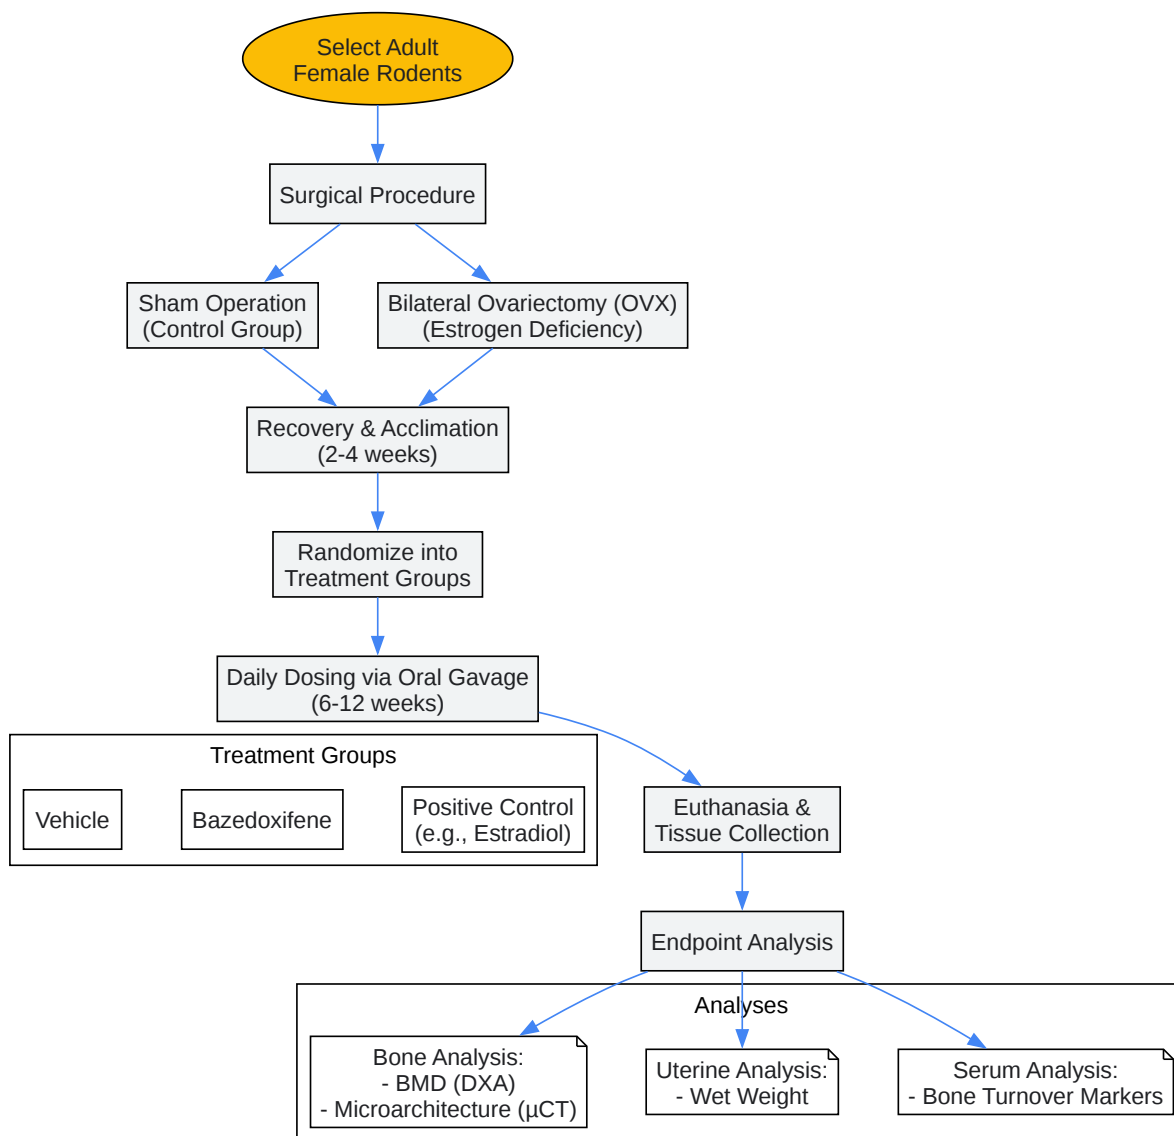 Select Adult
Female Rodents
Surgical Procedure
Sham Operation
(Control Group)
Bilateral Ovariectomy (OVX)
(Estrogen Deficiency)
Recovery & Acclimation
(2-4 weeks)
Randomize into
Treatment Groups
Daily Dosing via Oral Gavage
(6-12 weeks)
Treatment Groups
Vehicle
Bazedoxifene
Positive Control
(e.g., Estradiol)
Euthanasia &
Tissue Collection
Endpoint Analysis
Analyses
Bone Analysis:
- BMD (DXA)
- Microarchitecture (µCT)
Uterine Analysis:
- Wet Weight
Serum Analysis:
- Bone Turnover Markers